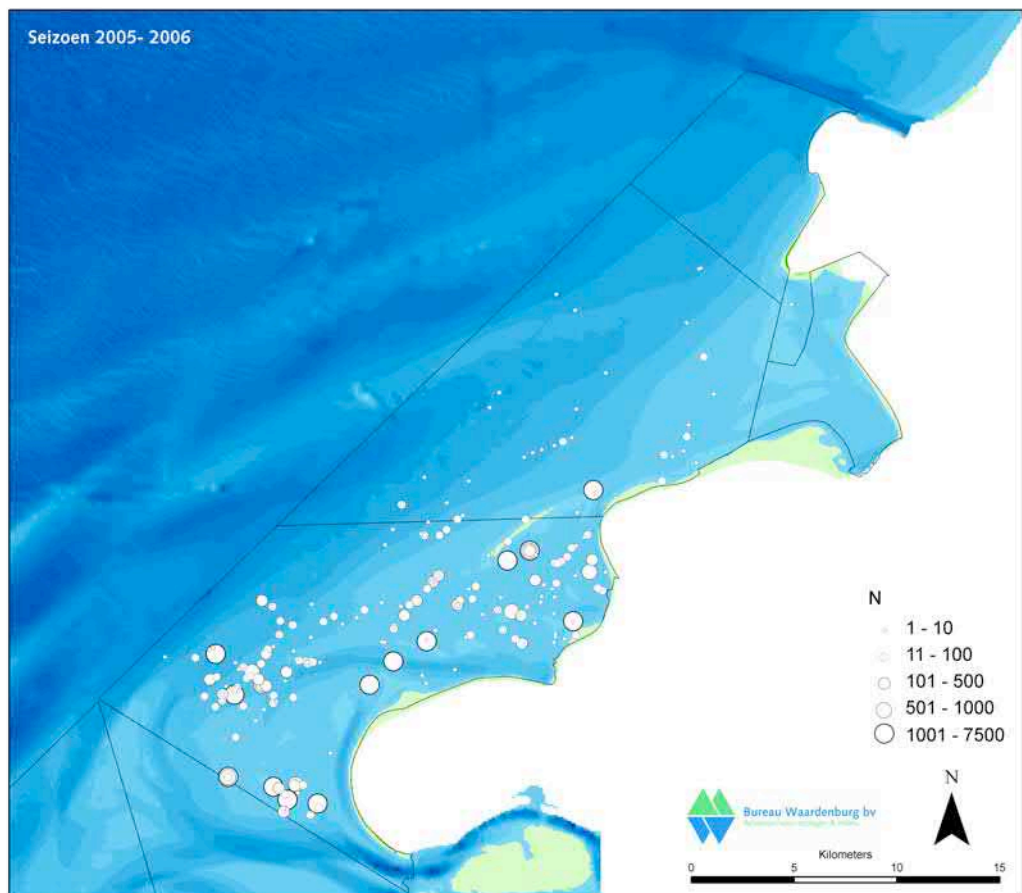 Seizoen 2005- 2006
N
1 - 10
11 - 100
101 - 500
501 - 1000
1001 - 7500
Bureau Waardenburg bv
N
Kilometers
0 5 10 15